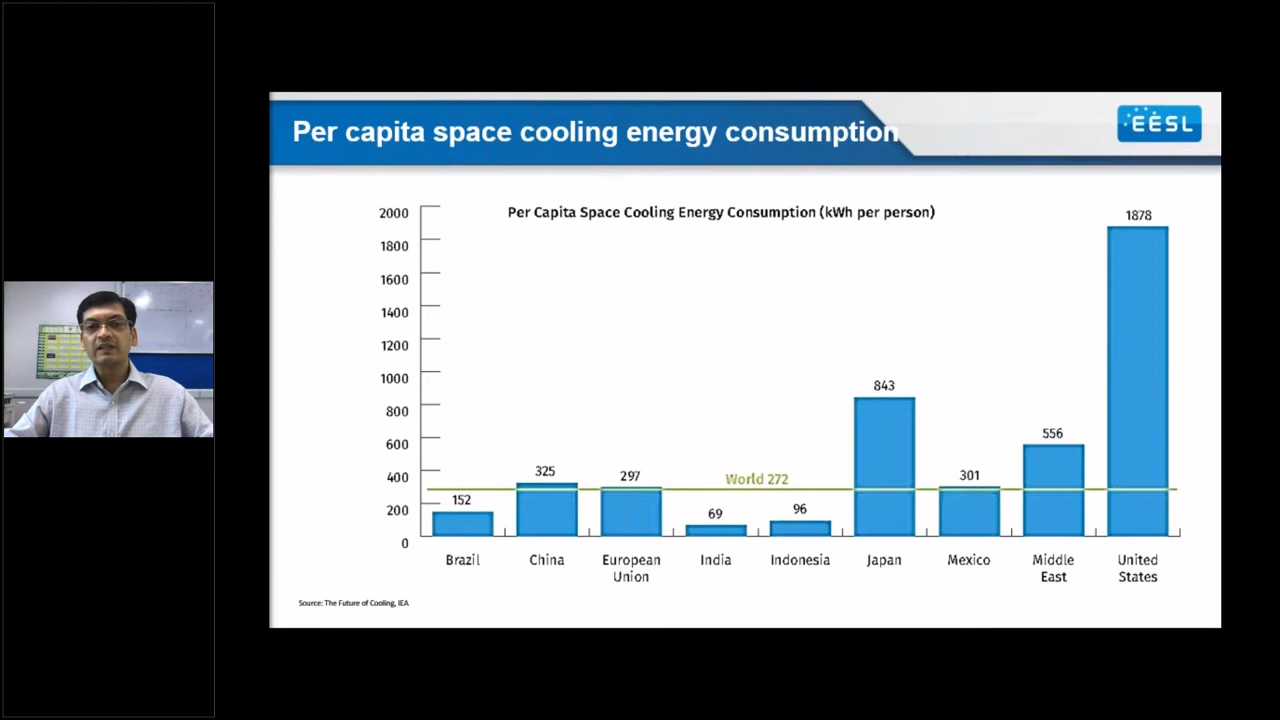 Per capita space cooling energy consumption
EESL
Per Capita Space Cooling Energy Consumption (kWh per person)
2000
1800
1600
1400
1200
1000
800
600
400
200
0
152
325
297
World 272
69
96
843
301
556
1878
Brazil
China
European
Union
India
Indonesia
Japan
Mexico
Middle
East
United
States
Source: The Future of Cooling, IEA